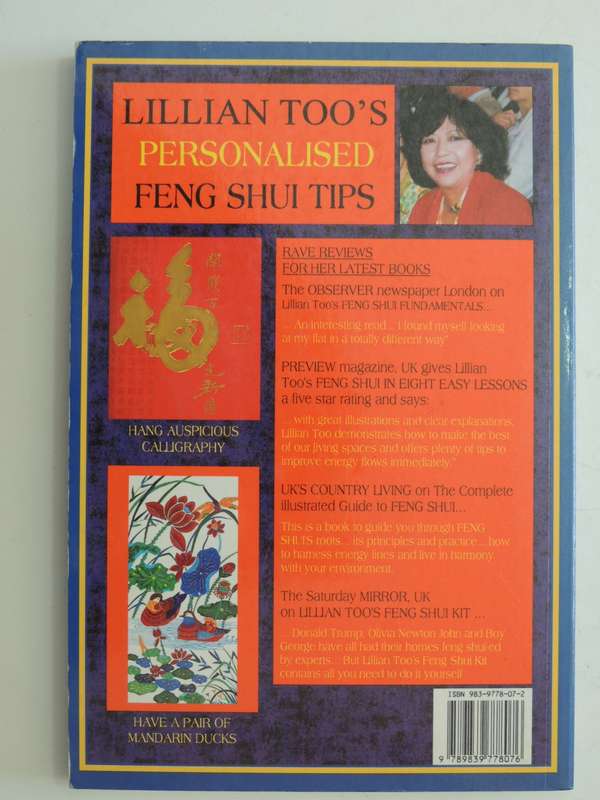 LILLIAN TOO'S
PERSONALISED
FENG SHUI TIPS
福
HANG AUSPICIOUS
CALLIGRAPHY
HAVE A PAIR OF
MANDARIN DUCKS
RAVE REVIEWS
FOR HER LATEST BOOKS
The OBSERVER newspaper London on
Lillian Too's FENG SHUI FUNDAMENTALS...
... An interesting read... 'I found myself looking
at my flat in a totally different way"
PREVIEW magazine, UK gives Lillian
Too's FENG SHUI IN EIGHT EASY LESSONS
a five star rating and says:
... with great illustrations and clear explanations,
Lillian Too demonstrates how to make the best
of our living spaces and offers plenty of tips to
improve energy flows immediately."
UK'S COUNTRY LIVING on The Complete
illustrated Guide to FENG SHUI...
This is a book to guide you through FENG
SHUI'S roots... its principles and practice... how
to harness energy lines and live in harmony,
with your environment.
The Saturday MIRROR, UK
on LILLIAN TOO'S FENG SHUI KIT ...
...Donald Trump, Olivia Newton John and Boy
George have all had their homes feng shui-ed
by experts... But Lillian Too's Feng Shui Kit
contains all you need to do it yourself
ISBN 983-9778-07-2
9 789839 778076